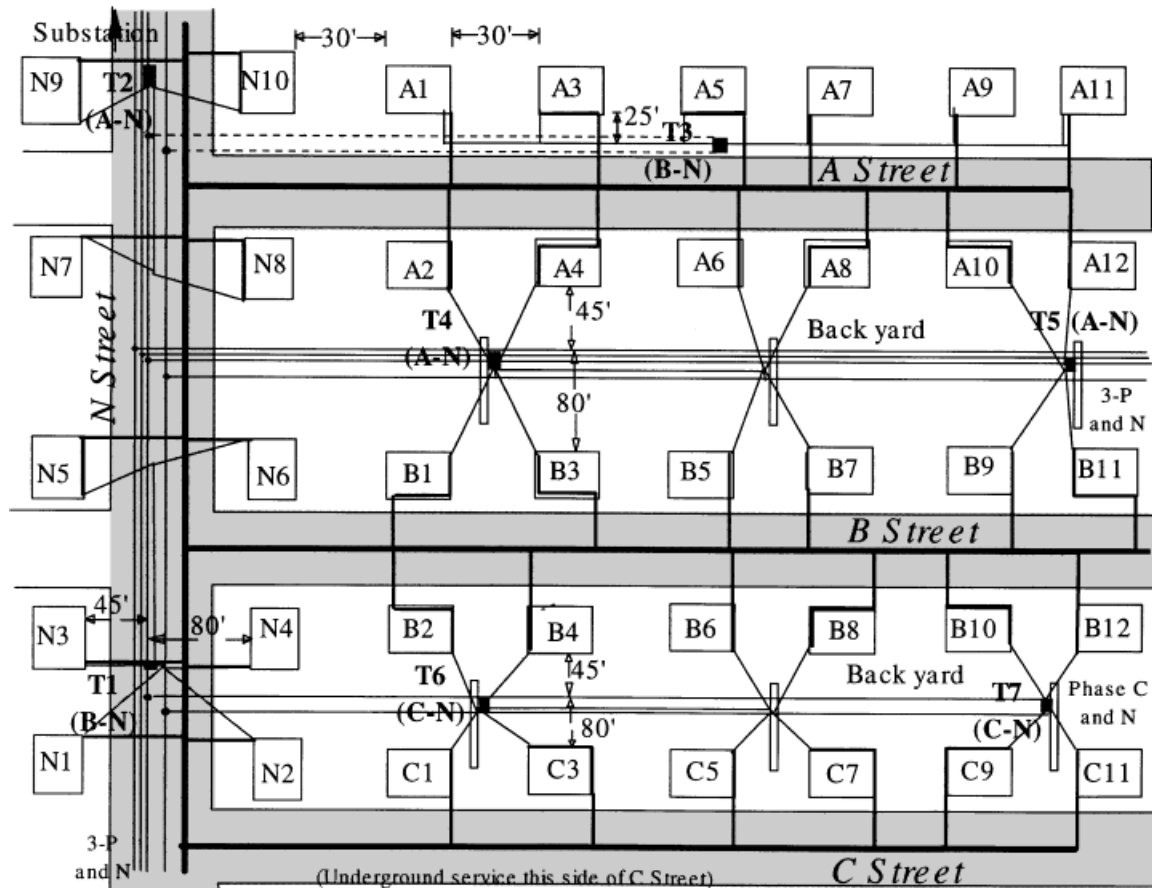 Substation
30'
30'
N9
T2
N10
A1
A3
A5
A7
A9
A11
(A-N)
25'
T3
(B-N)
A Street
N7
N8
A2
A4
A6
A8
A10
A12
45'
T4
Back yard
T5 (A-N)
(A-N)
N Street
80'
3-P
and N
N5
N6
B1
B3
B5
B7
B9
B11
B Street
45'
N3
80'
N4
B2
B4
B6
B8
B10
B12
45'
T1
T6
Back yard
T7
Phase C
and N
(B-N)
(C-N)
80'
(C-N)
N1
N2
C1
C3
C5
C7
C9
C11
3-P
and N
(Underground service this side of C Street)
C Street